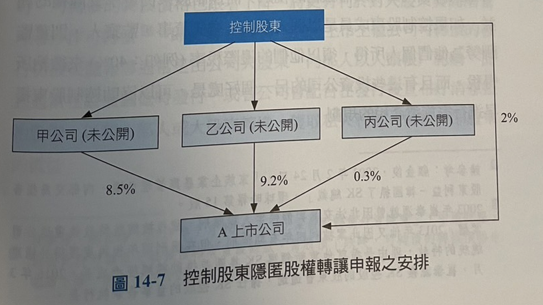 控制股東
甲公司 (未公開)
乙公司 (未公開)
丙公司 (未公開)
2%
8.5%
9.2%
0.3%
A 上市公司
圖 14-7 控制股東隱匿股權轉讓申報之安排